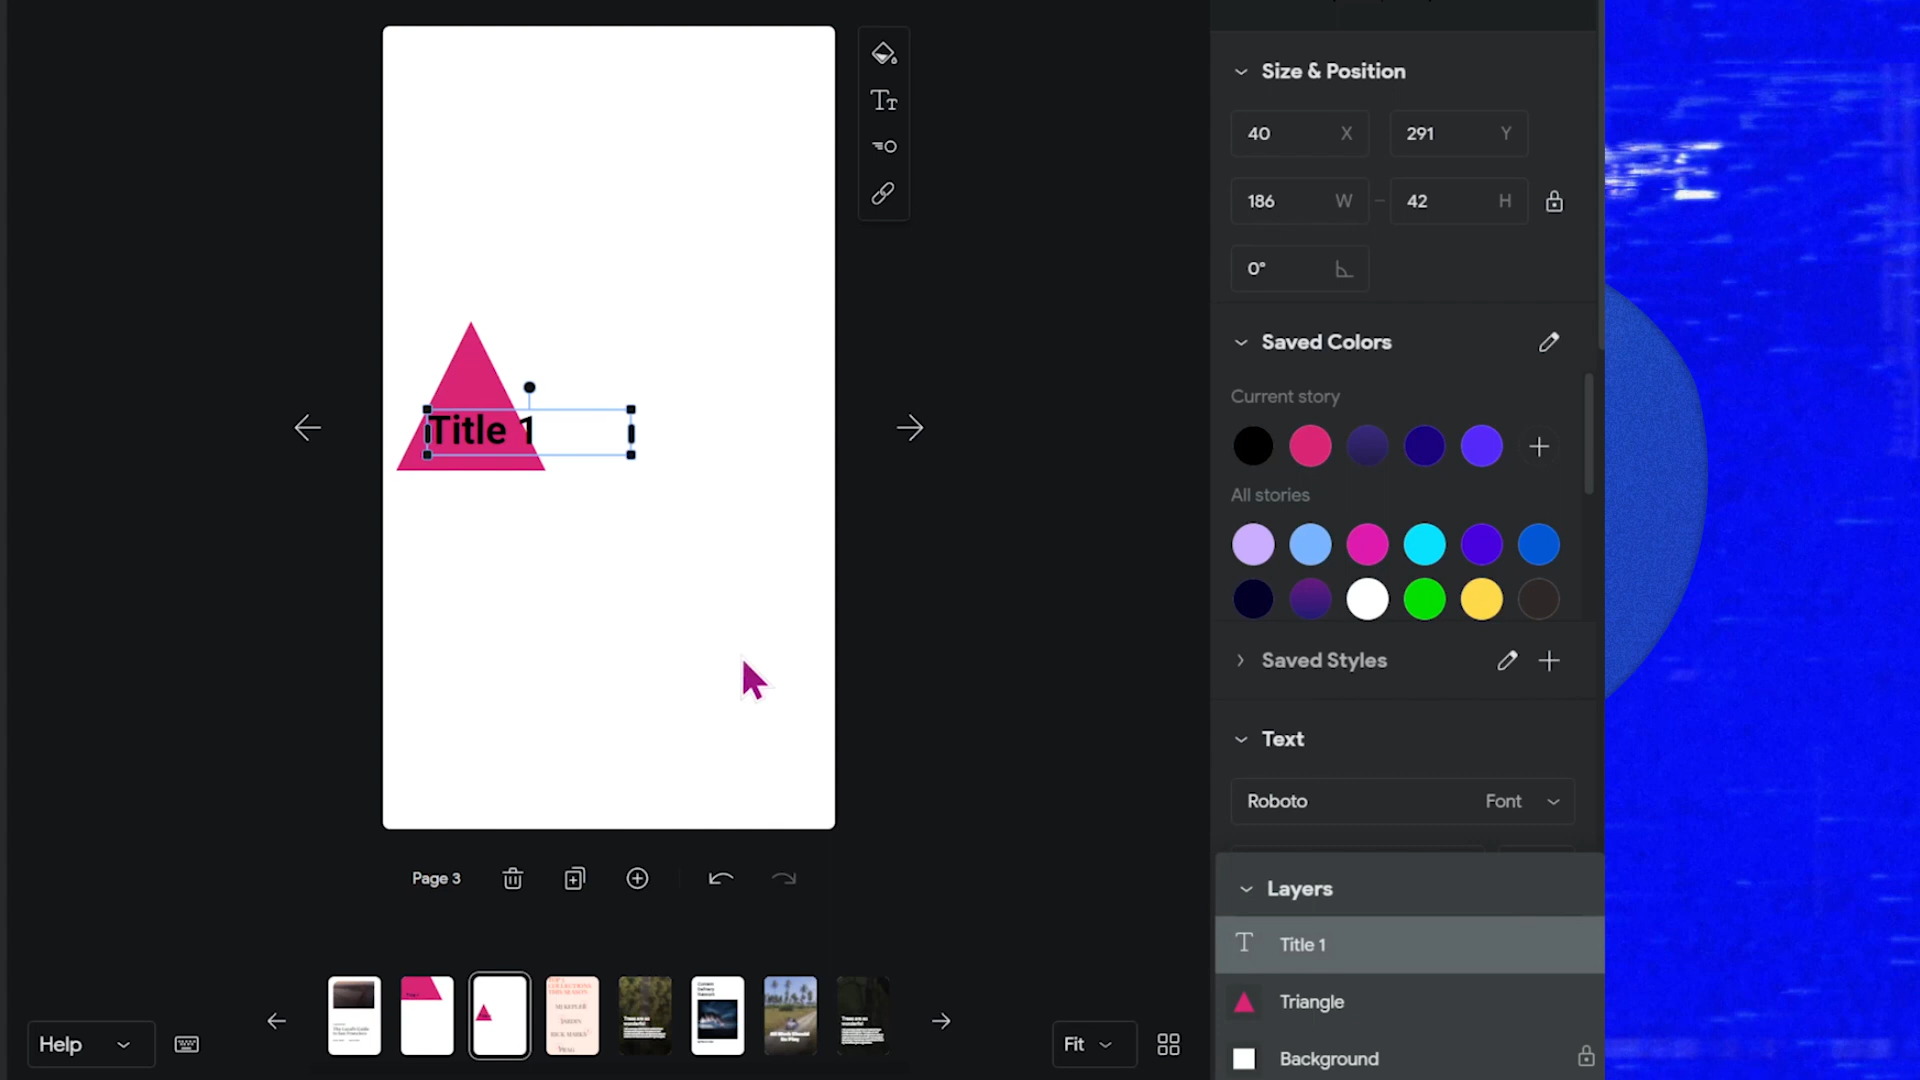 Title 1
Page 3
Help
Fit
Size & Position
40 X
291 Y
186 W
42 H
0°
Saved Colors
Current story
All stories
Saved Styles
Text
Roboto Font
Layers
Title 1
Triangle
Background